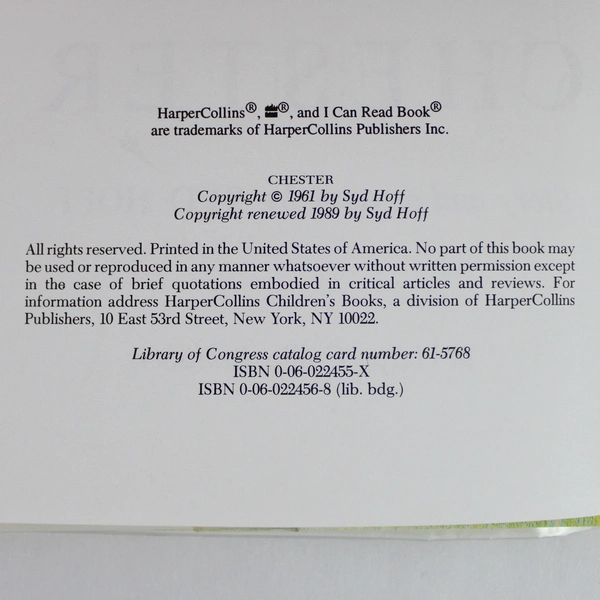 HarperCollins®, ®, and I Can Read Book®
are trademarks of HarperCollins Publishers Inc.
CHESTER
Copyright © 1961 by Syd Hoff
Copyright renewed 1989 by Syd Hoff
All rights reserved. Printed in the United States of America. No part of this book may
be used or reproduced in any manner whatsoever without written permission except
in the case of brief quotations embodied in critical articles and reviews. For
information address HarperCollins Children's Books, a division of HarperCollins
Publishers, 10 East 53rd Street, New York, NY 10022.
Library of Congress catalog card number: 61-5768
ISBN 0-06-022455-X
ISBN 0-06-022456-8 (lib. bdg.)